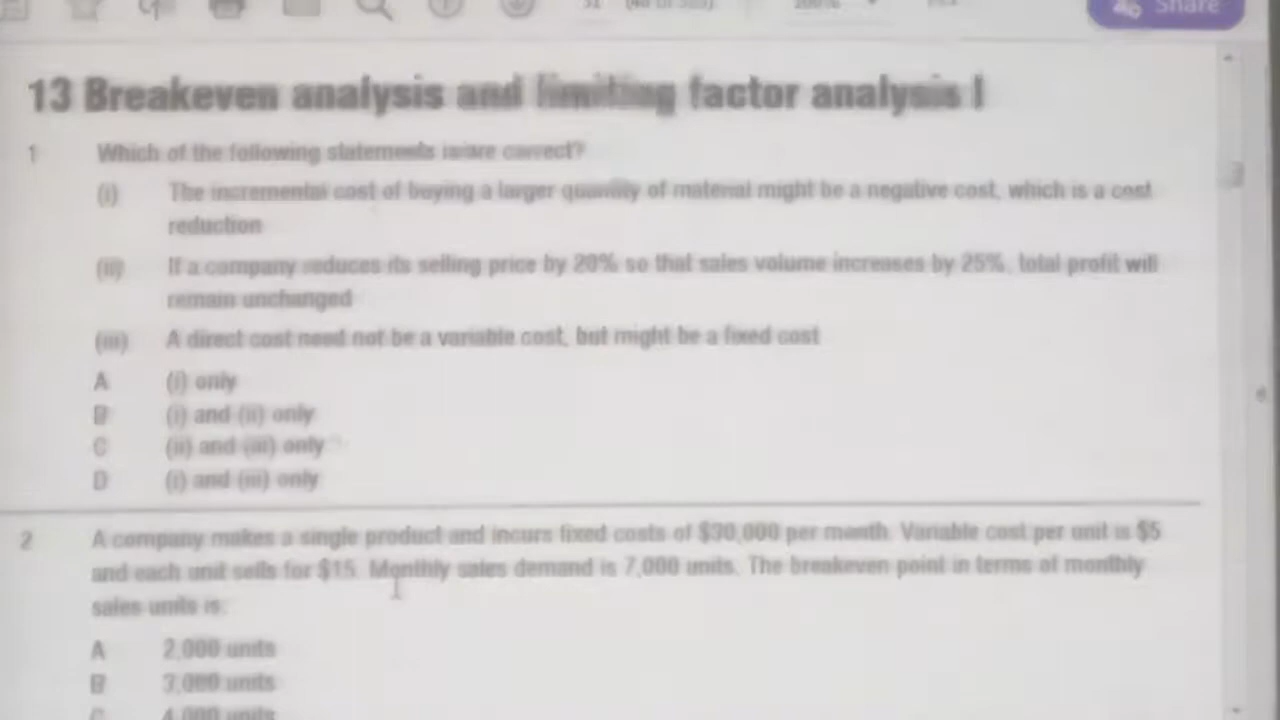 Share
13 Breakeven analysis and limiting factor analysis I
1 Which of the following statements is/are correct?
(i) The incremental cost of buying a larger quantity of material might be a negative cost, which is a cost
reduction
(ii) If a company reduces its selling price by 20% so that sales volume increases by 25%, total profit will
remain unchanged
(iii) A direct cost need not be a variable cost, but might be a fixed cost
A (i) only
B (i) and (ii) only
C (ii) and (iii) only
D (i) and (iii) only
2 A company makes a single product and incurs fixed costs of $30,000 per month. Variable cost per unit is $5
and each unit sells for $15. Monthly sales demand is 7,000 units. The breakeven point in terms of monthly
sales units is:
A 2,000 units
B 3,000 units
C 4,000 units